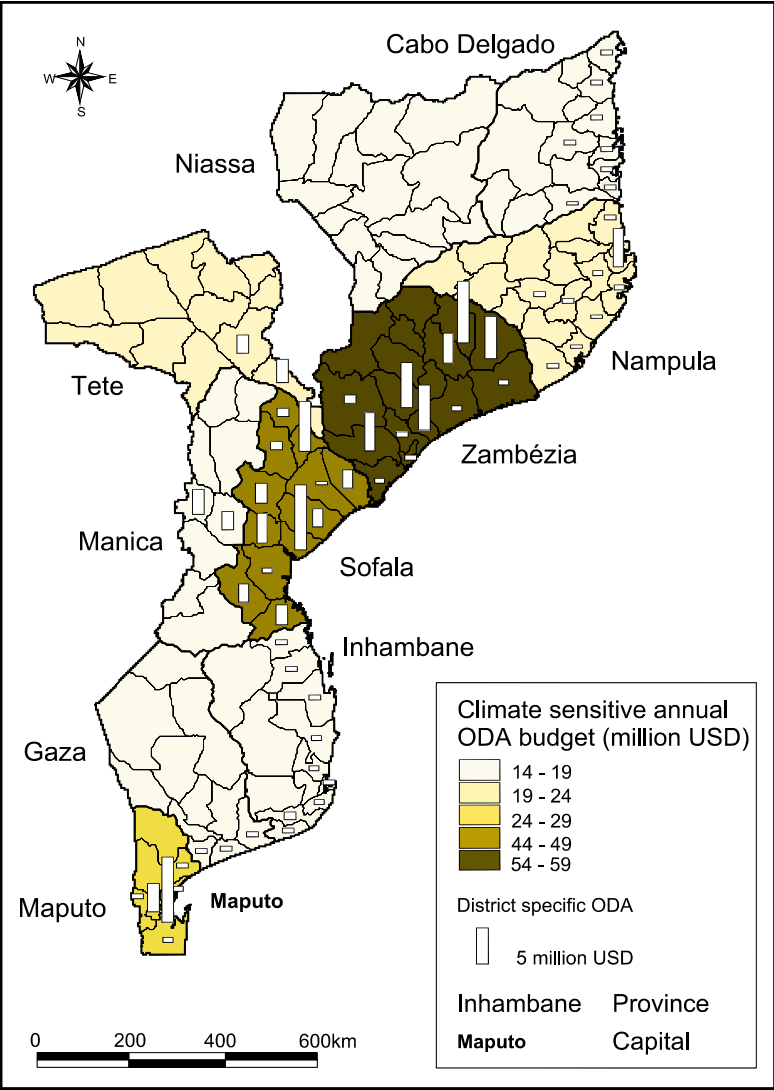 N
W E
S
Cabo Delgado
Niassa
Tete
Nampula
Zambézia
Manica
Sofala
Inhambane
Gaza
Maputo
Maputo
Climate sensitive annual
ODA budget (million USD)
14 - 19
19 - 24
24 - 29
44 - 49
54 - 59
District specific ODA
5 million USD
Inhambane Province
Maputo Capital
0 200 400 600km